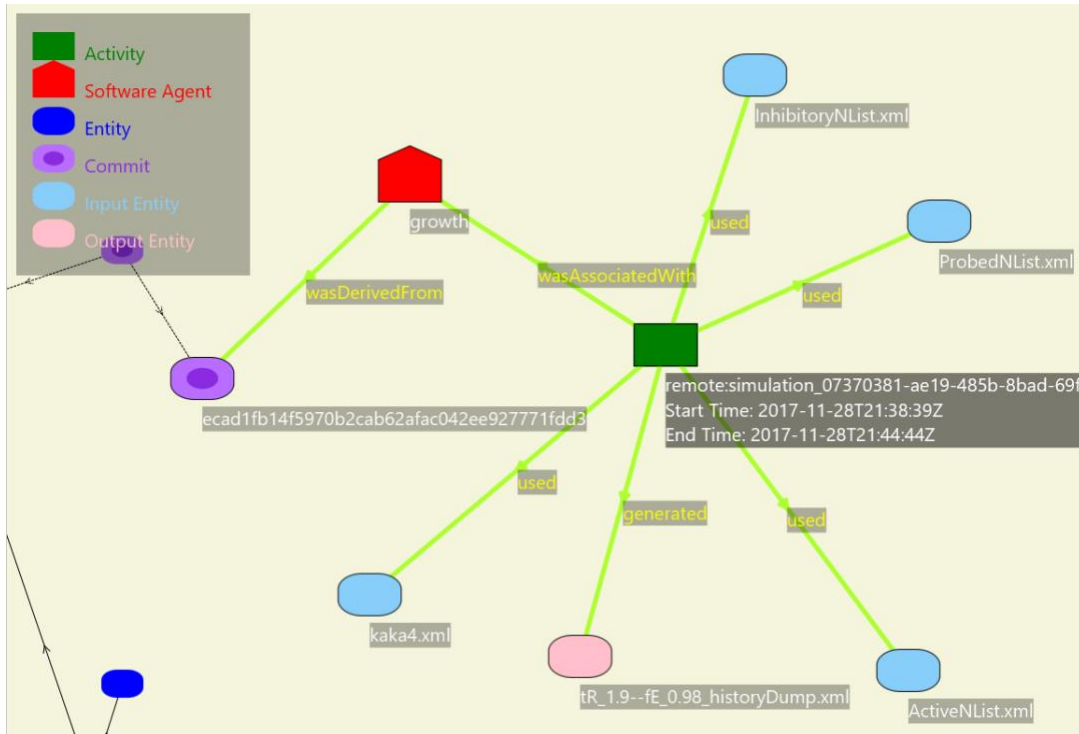 Activity
Software Agent
Entity
Commit
Input Entity
Output Entity
InhibitoryNList.xml
growth
used
ProbedNList.xml
wasAssociatedWith
wasDerivedFrom
used
remote:simulation_07370381-ae19-485b-8bad-69f
Start Time: 2017-11-28T21:38:39Z
End Time: 2017-11-28T21:44:44Z
ecad1fb14f5970b2cab62afac042ee927771fdd3
used
generated
used
kaka4.xml
tR_1.9--fE_0.98_historyDump.xml
ActiveNList.xml